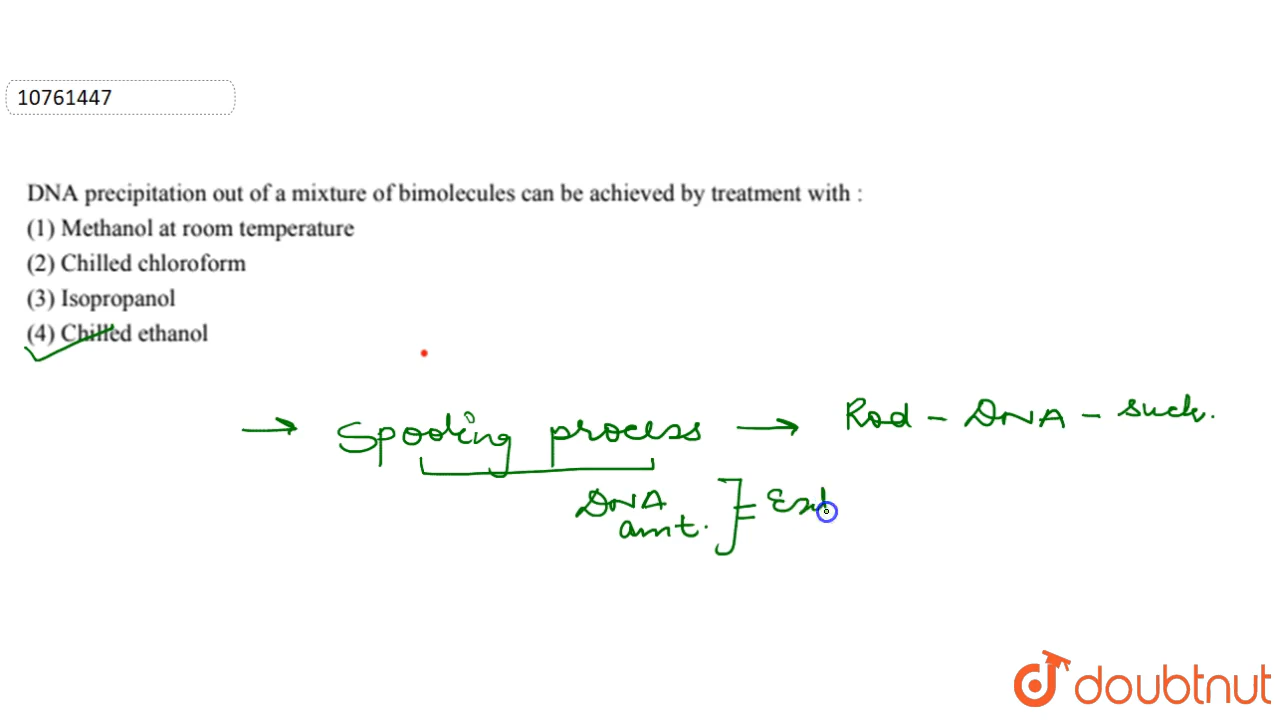 10761447
DNA precipitation out of a mixture of bimolecules can be achieved by treatment with :
(1) Methanol at room temperature
(2) Chilled chloroform
(3) Isopropanol
(4) Chilled ethanol
→ Spooling process → Rod - DNA - suck.
DNA
amt. ] =
doubtnut